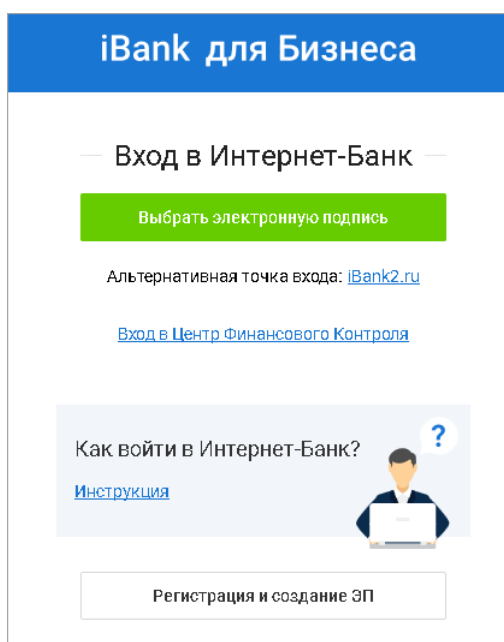 iBank для Бизнеса
Вход в Интернет-Банк
Выбрать электронную подпись
Альтернативная точка входа: iBank2.ru
Вход в Центр Финансового Контроля
?
Как войти в Интернет-Банк?
Инструкция
Регистрация и создание ЭП